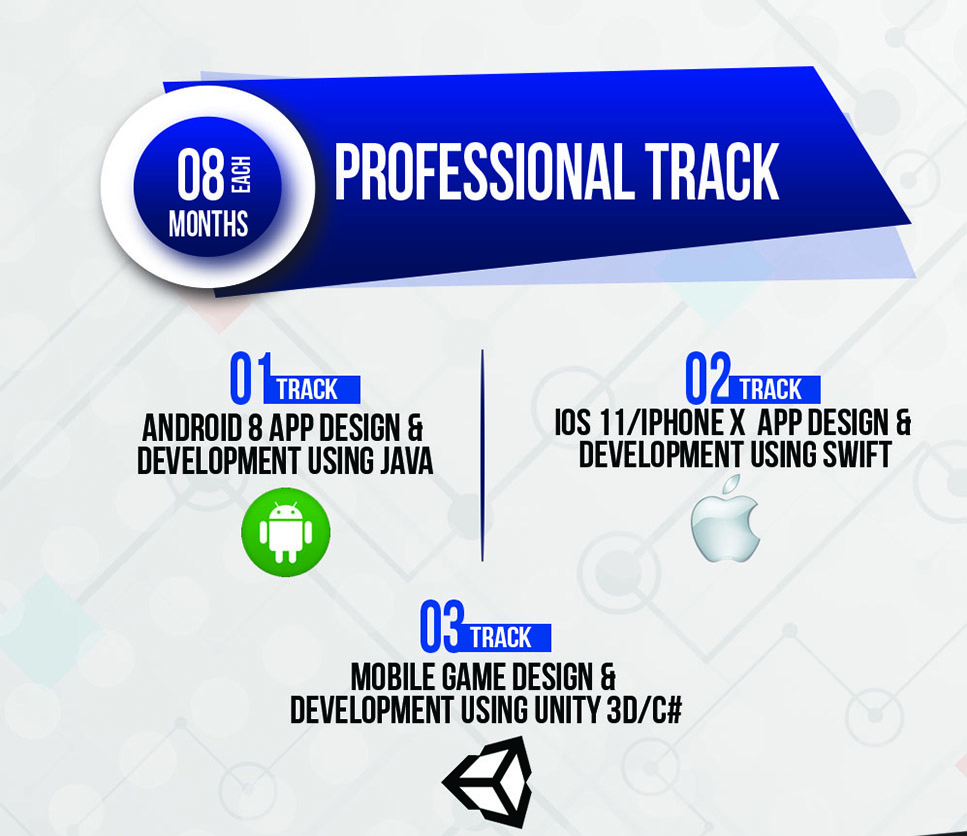 08 EACH
MONTHS
PROFESSIONAL TRACK
01 TRACK
ANDROID 8 APP DESIGN &
DEVELOPMENT USING JAVA
02 TRACK
IOS 11/IPHONE X APP DESIGN &
DEVELOPMENT USING SWIFT
03 TRACK
MOBILE GAME DESIGN &
DEVELOPMENT USING UNITY 3D/C#